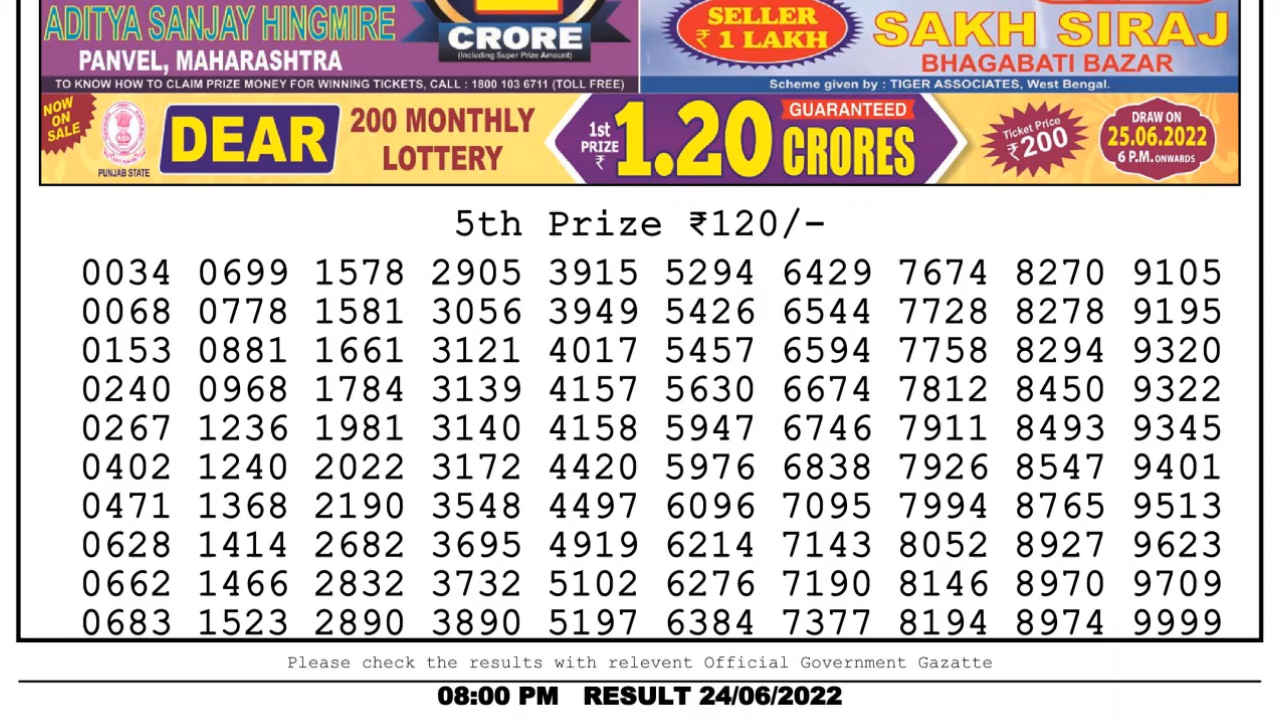 ADITYA SANJAY HINGMIRE
PANVEL, MAHARASHTRA
CRORE
(Including Super Prize Amount)
TO KNOW HOW TO CLAIM PRIZE MONEY FOR WINNING TICKETS, CALL : 1800 103 6711 (TOLL FREE)
SELLER
₹ 1 LAKH
SAKH SIRAJ
BHAGABATI BAZAR
Scheme given by : TIGER ASSOCIATES, West Bengal.
NOW
ON
SALE
PUNJAB STATE
DEAR
200 MONTHLY
LOTTERY
1st
PRIZE
₹
1.20
GUARANTEED
CRORES
Ticket Price
₹200
DRAW ON
25.06.2022
6 P.M. ONWARDS
5th Prize ₹120/-
0034 0699 1578 2905 3915 5294 6429 7674 8270 9105
0068 0778 1581 3056 3949 5426 6544 7728 8278 9195
0153 0881 1661 3121 4017 5457 6594 7758 8294 9320
0240 0968 1784 3139 4157 5630 6674 7812 8450 9322
0267 1236 1981 3140 4158 5947 6746 7911 8493 9345
0402 1240 2022 3172 4420 5976 6838 7926 8547 9401
0471 1368 2190 3548 4497 6096 7095 7994 8765 9513
0628 1414 2682 3695 4919 6214 7143 8052 8927 9623
0662 1466 2832 3732 5102 6276 7190 8146 8970 9709
0683 1523 2890 3890 5197 6384 7377 8194 8974 9999
Please check the results with relevent Official Government Gazatte
08:00 PM RESULT 24/06/2022